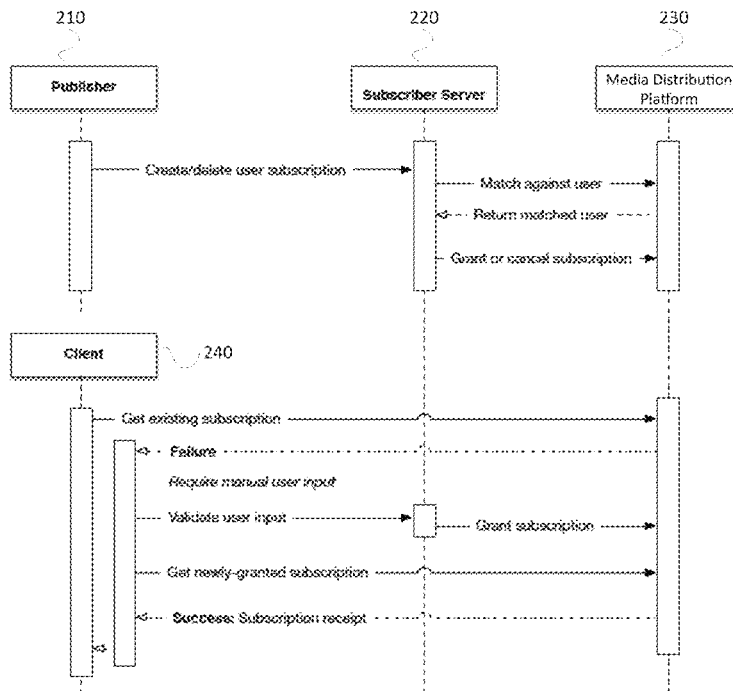 210
220
230
Publisher
Subscriber Server
Media Distribution
Platform
Create/delete user subscription
Match against user
Return matched user
Grant or cancel subscription
Client
240
Get existing subscription
Failure
Require manual user input
Validate user input
Grant subscription
Get newly-granted subscription
Success: Subscription receipt